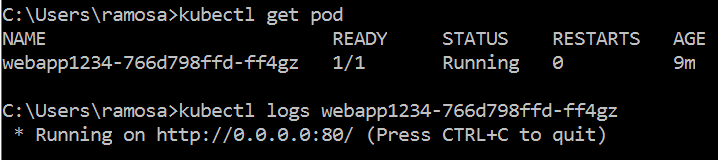 C:\Users\ramosa>kubectl get pod
NAME READY STATUS RESTARTS AGE
webapp1234-766d798ffd-ff4gz 1/1 Running 0 9m
C:\Users\ramosa>kubectl logs webapp1234-766d798ffd-ff4gz
* Running on http://0.0.0.0:80/ (Press CTRL+C to quit)